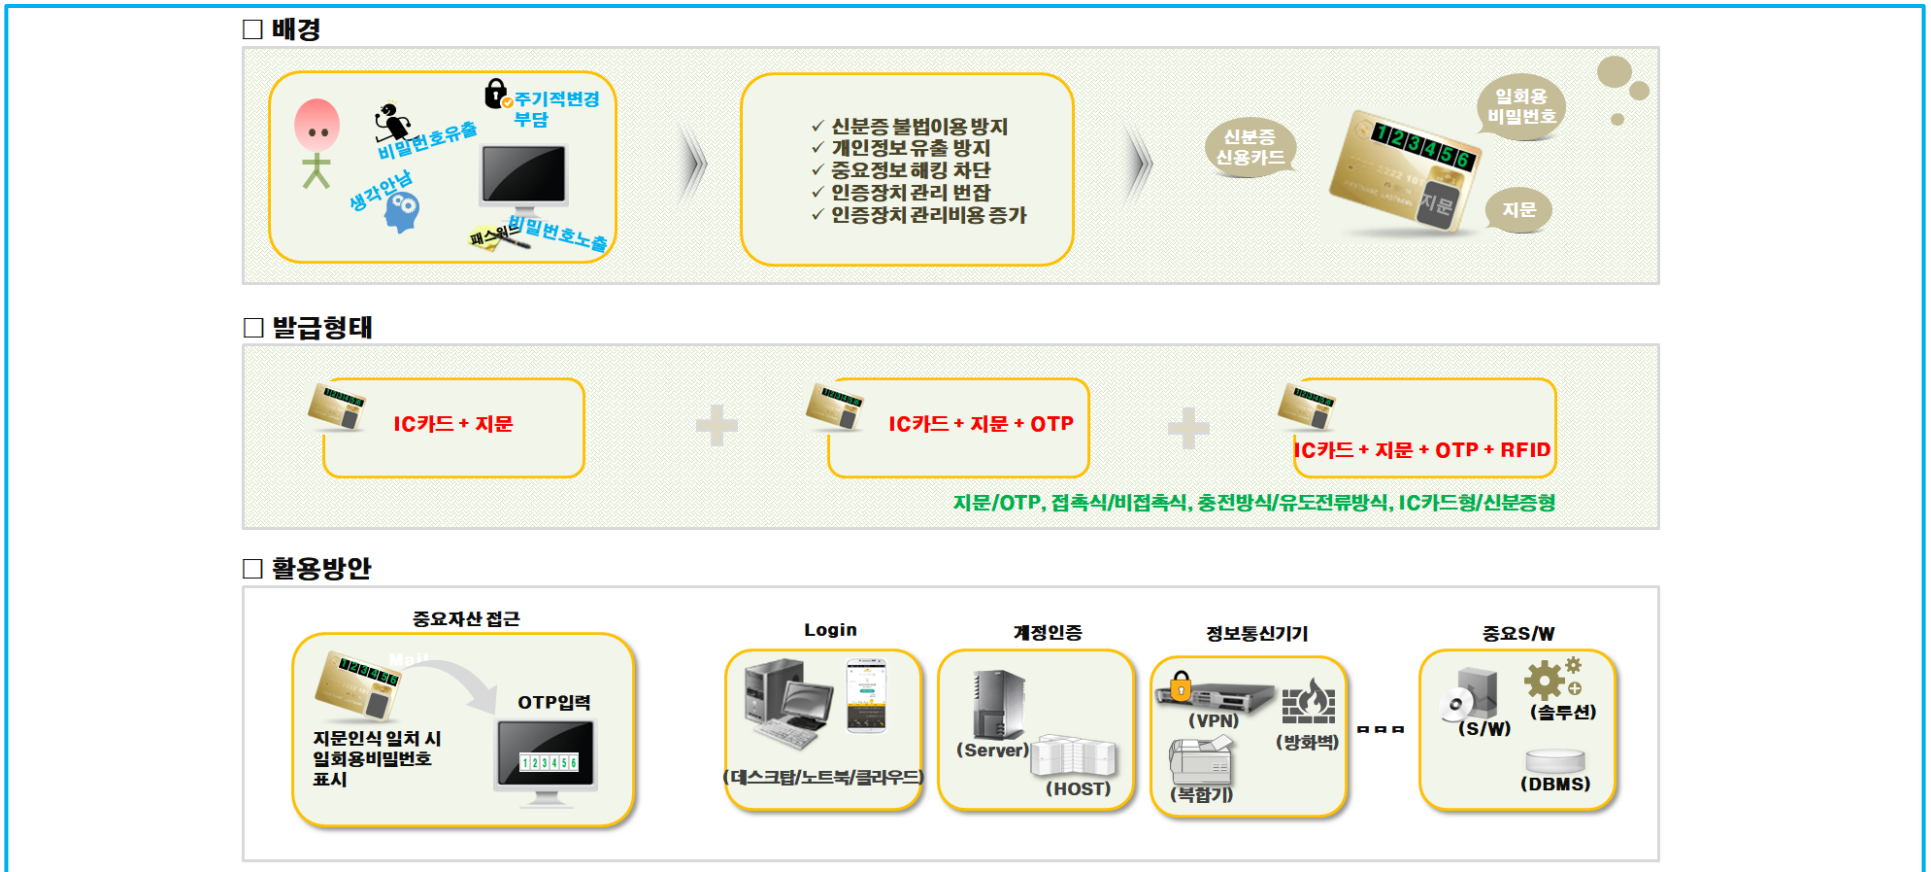 □ 배경
주기적변경
부담
비밀번호유출
생각안남
패스워드
비밀번호노출
✓ 신분증 불법이용 방지
✓ 개인정보 유출 방지
✓ 중요정보 해킹 차단
✓ 인증장치 관리 번잡
✓ 인증장치 관리비용 증가
신분증
신용카드
일회용
비밀번호
123456
지문
지문
□ 발급형태
IC카드 + 지문
IC카드 + 지문 + OTP
IC카드 + 지문 + OTP + RFID
지문/OTP, 접촉식/비접촉식, 충전방식/유도전류방식, IC카드형/신분증형
□ 활용방안
중요자산 접근
Mail
123456
OTP입력
지문인식 일치 시
일회용비밀번호
표시
123456
Login
(데스크탑/노트북/클라우드)
계정인증
(Server)
(HOST)
정보통신기기
(VPN)
(방화벽)
(복합기)
중요S/W
(S/W)
(솔루션)
(DBMS)